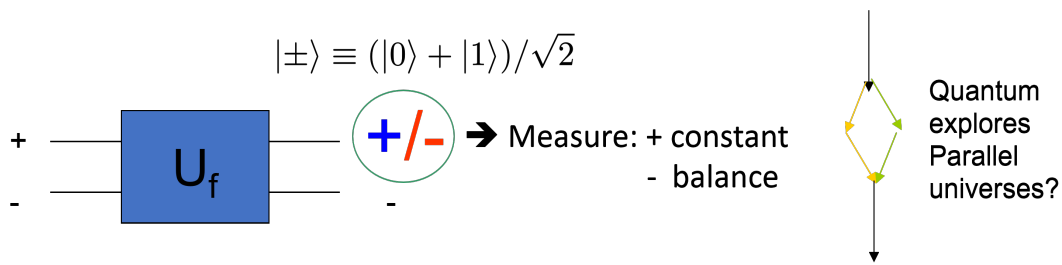 |±⟩ ≡ (|0⟩ + |1⟩)/√2
+
-
U_f
+/-
-
➔ Measure: + constant
- balance
Quantum
explores
Parallel
universes?